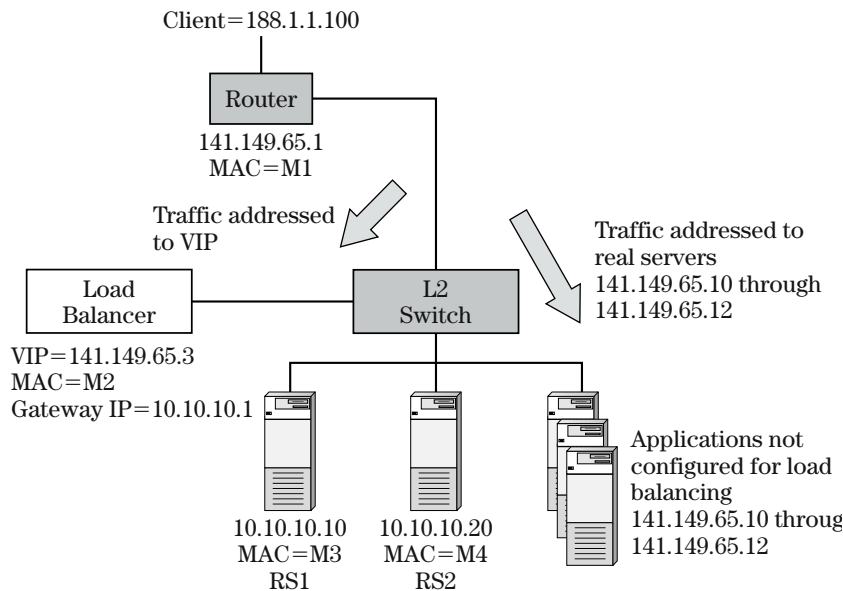 Client=188.1.1.100
Router
141.149.65.1
MAC=M1
Traffic addressed
to VIP
Traffic addressed to
real servers
141.149.65.10 through
141.149.65.12
Load
Balancer
L2
Switch
VIP=141.149.65.3
MAC=M2
Gateway IP=10.10.10.1
Applications not
configured for load
balancing
141.149.65.10 throug
141.149.65.12
10.10.10.10
MAC=M3
RS1
10.10.10.20
MAC=M4
RS2